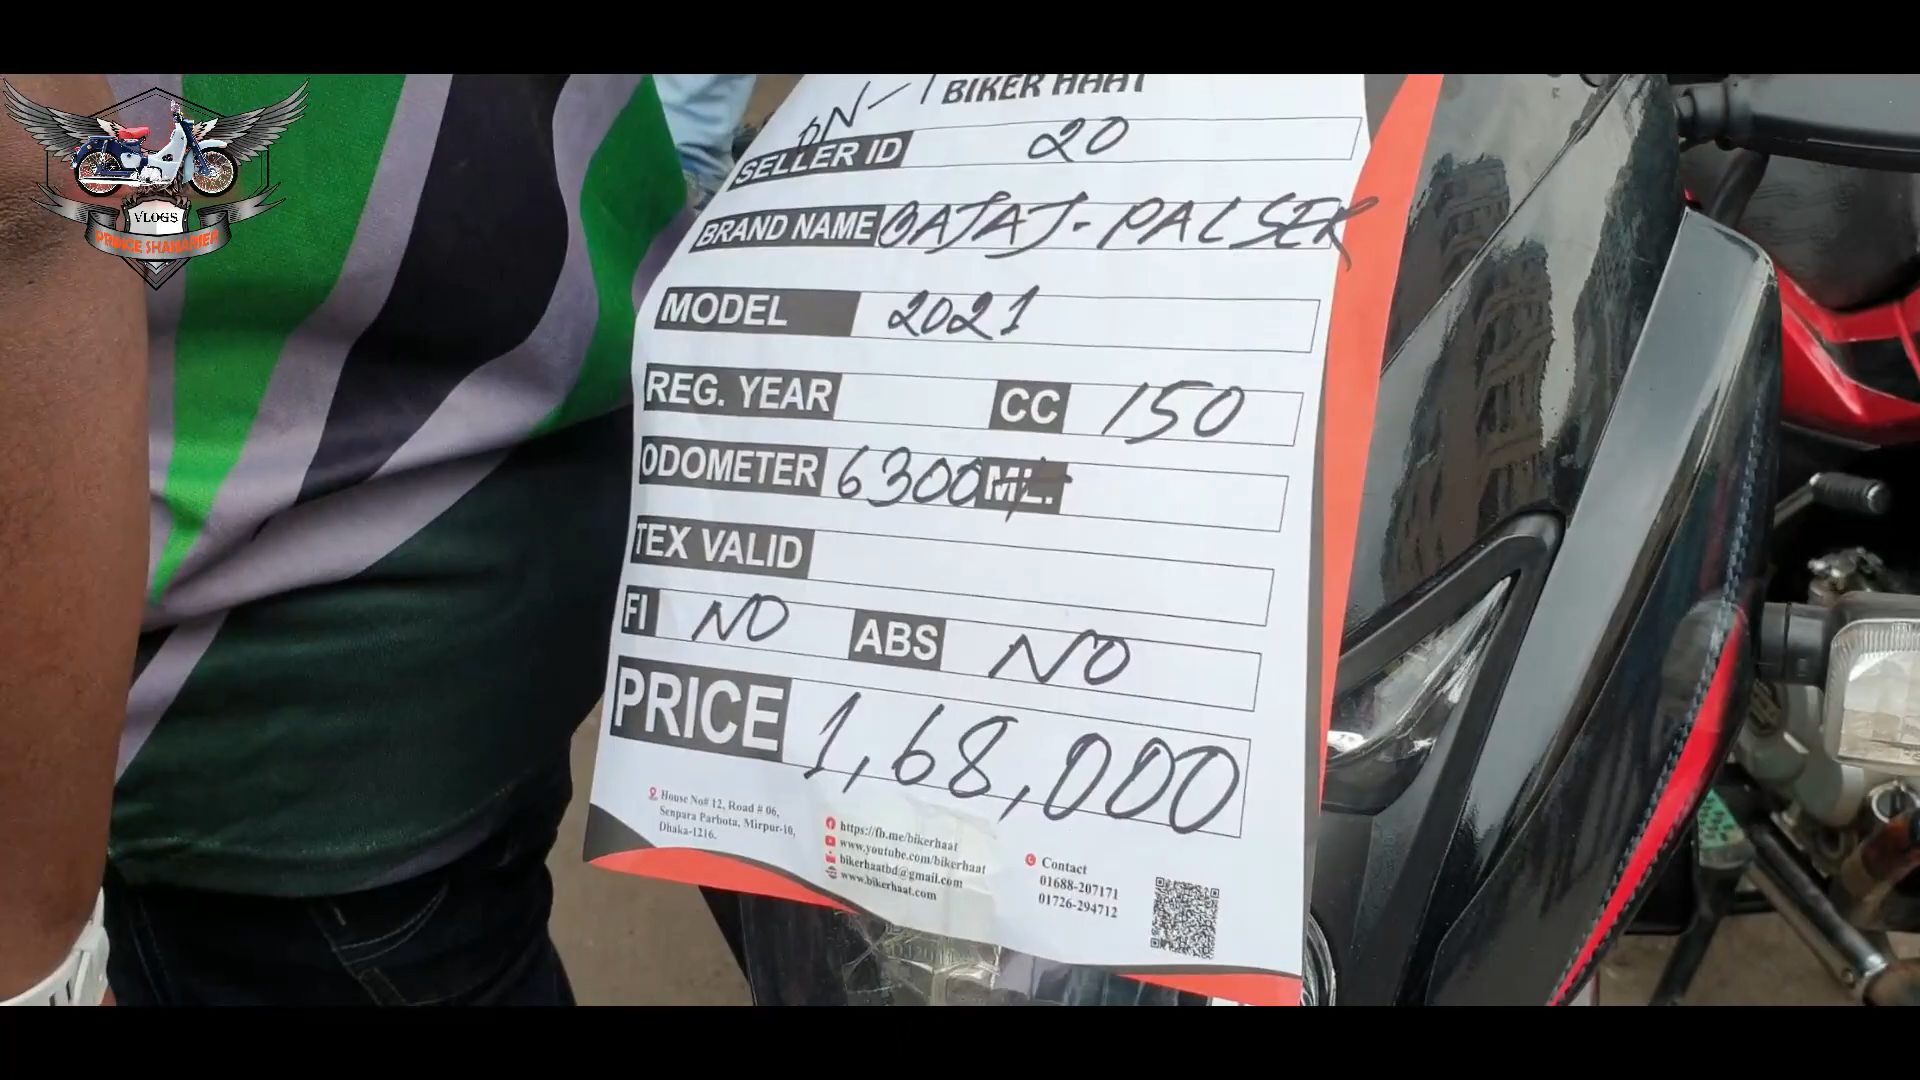 VLOGS
PRINCE SHAHARIER
ON-1 BIKER HAAT
SELLER ID 20
BRAND NAME BAJAJ-PALSER
MODEL 2021
REG. YEAR CC 150
ODOMETER 6300+ ML.
TEX VALID
FI NO ABS NO
PRICE 1,68,000
House No# 12, Road # 06,
Senpara Parbota, Mirpur-10,
Dhaka-1216.
https://fb.me/bikerhaat
www.youtube.com/bikerhaat
bikerhaatbd@gmail.com
www.bikerhaat.com
Contact
01688-207171
01726-294712